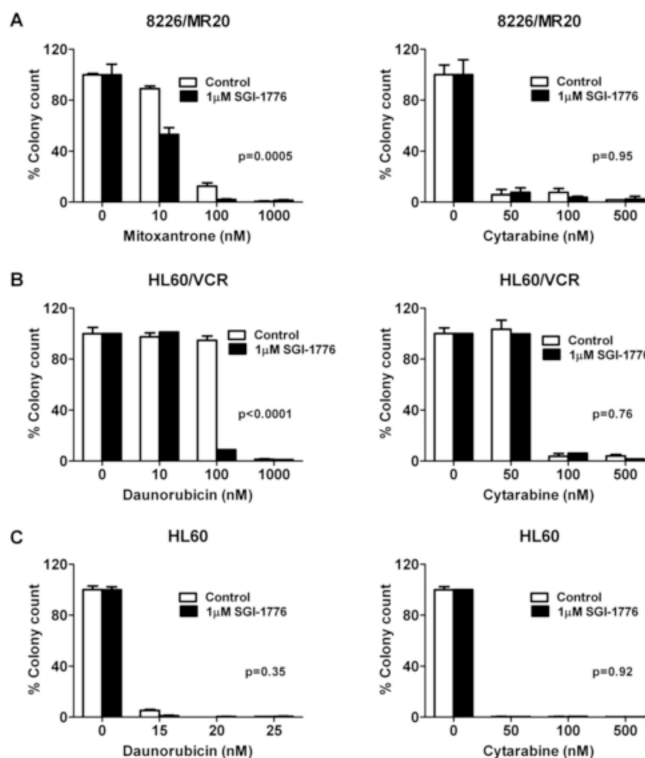 A
8226/MR20
% Colony count
120
80
40
0
Control
1μM SGI-1776
p=0.0005
0 10 100 1000
Mitoxantrone (nM)
8226/MR20
% Colony count
120
80
40
0
Control
1μM SGI-1776
p=0.95
0 50 100 500
Cytarabine (nM)
B
HL60/VCR
% Colony count
120
80
40
0
Control
1μM SGI-1776
p<0.0001
0 10 100 1000
Daunorubicin (nM)
HL60/VCR
% Colony count
120
80
40
0
Control
1μM SGI-1776
p=0.76
0 50 100 500
Cytarabine (nM)
C
HL60
% Colony count
120
80
40
0
Control
1μM SGI-1776
p=0.35
0 15 20 25
Daunorubicin (nM)
HL60
% Colony count
120
80
40
0
Control
1μM SGI-1776
p=0.92
0 50 100 500
Cytarabine (nM)